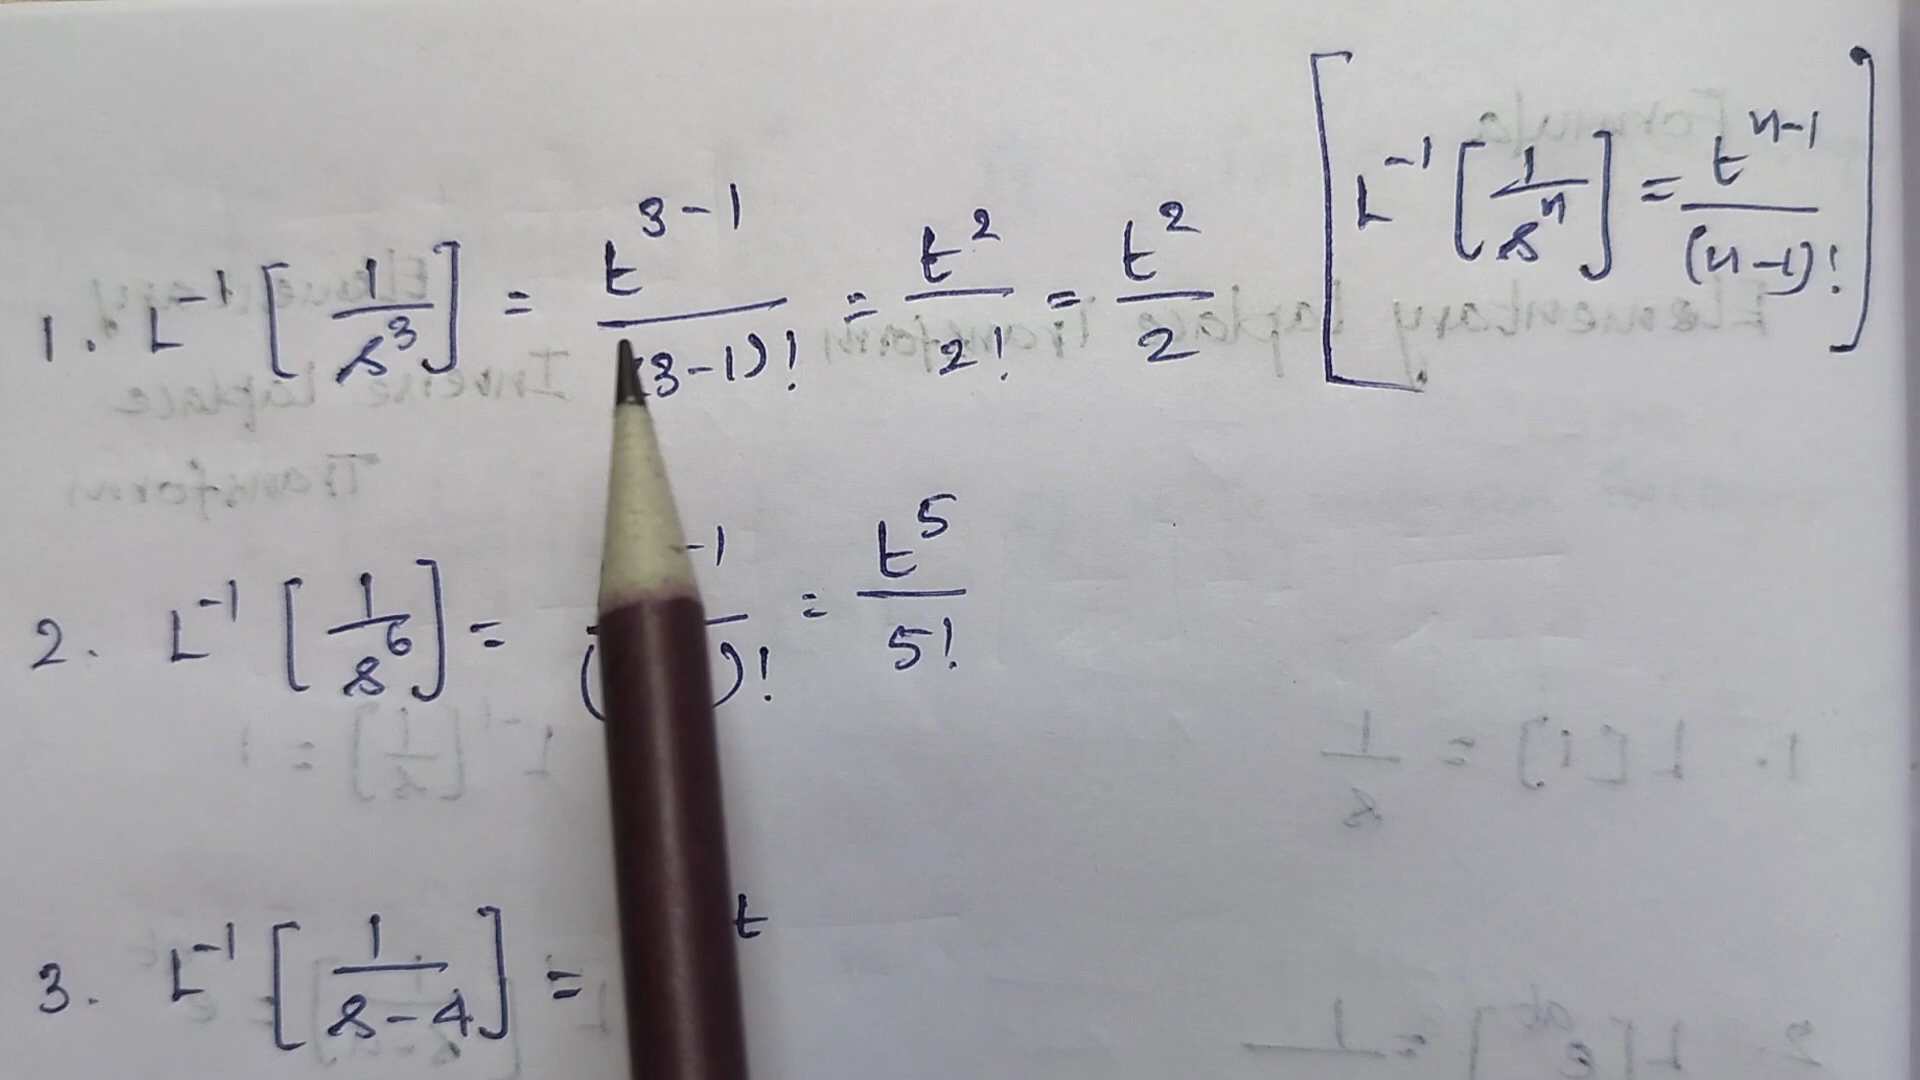 1. L⁻¹ [1/s³] = t³⁻¹/(3-1)! = t²/2! = t²/2 [L⁻¹ [1/sⁿ] = tⁿ⁻¹/(n-1)!]
2. L⁻¹ [1/s⁶] = -1 ( )! = t⁵/5!
3. L⁻¹ [1/s-4] = t